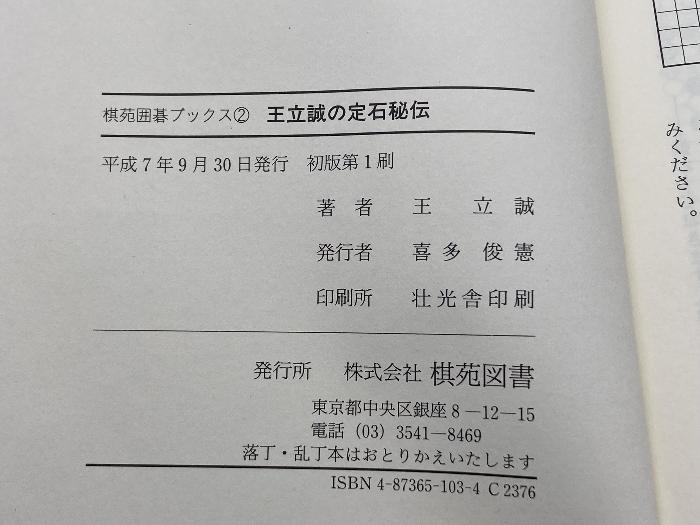 棋苑囲碁ブックス② 王立誠の定石秘伝
平成7年9月30日発行 初版第1刷
著者 王立誠
発行者 喜多俊憲
印刷所 壮光舎印刷
発行所 株式会社 棋苑図書
東京都中央区銀座8―12―15
電話(03)3541―8469
落丁・乱丁本はおとりかえいたします
ISBN 4-87365-103-4 C 2376
みください。